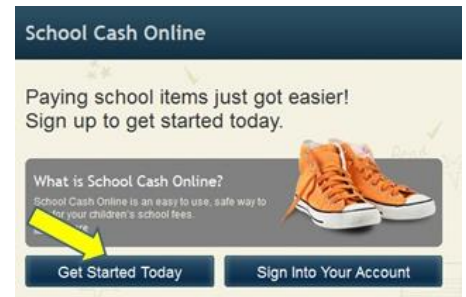 School Cash Online
Paying school items just got easier!
Sign up to get started today.
What is School Cash Online?
School Cash Online is an easy to use, safe way to
for your children's school fees.
Get Started Today
Sign Into Your Account